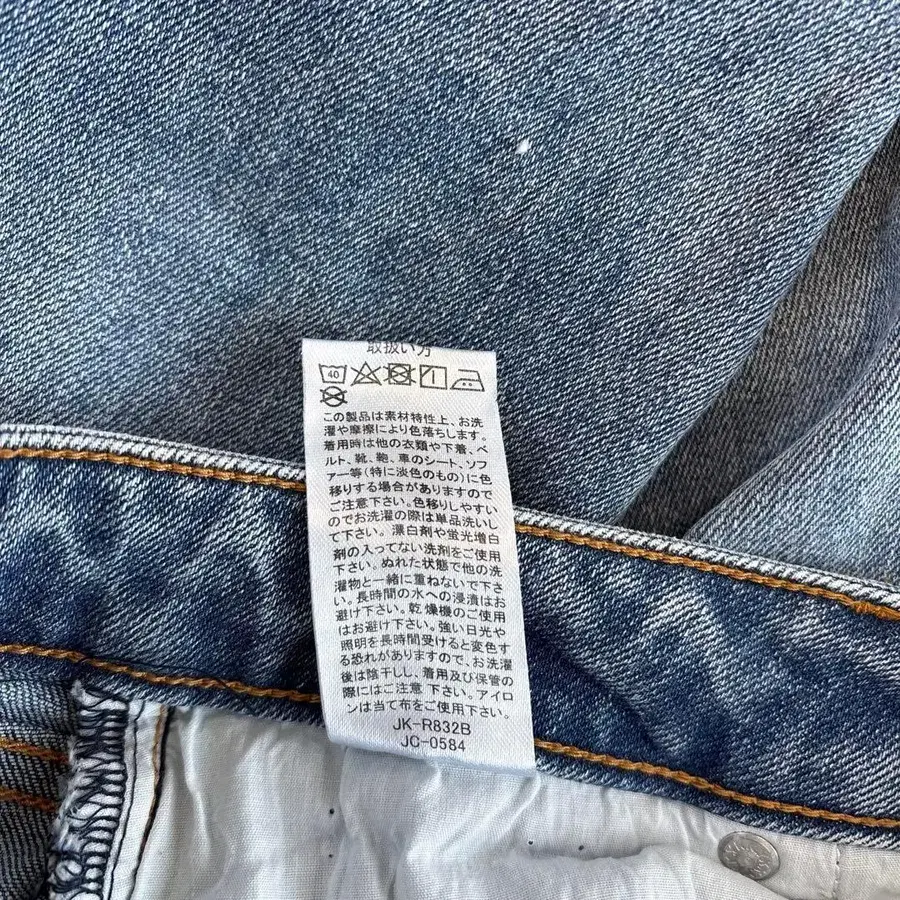 取扱い方
40
この製品は素材特性上、お洗
濯や摩擦により色落ちします。
着用時は他の衣類や下着、ベ
ルト、靴、鞄、車のシート、ソフ
ァー等(特に淡色のもの)に色
移りする場合がありますので
ご注意下さい。色移りしやすい
のでお洗濯の際は単品洗いし
て下さい。漂白剤や蛍光増白
剤の入ってない洗剤をご使用
下さい。ぬれた状態で他の洗
濯物と一緒に重ねないで下さ
い。長時間の水への浸漬はお
避け下さい。乾燥機のご使用
はお避け下さい。強い日光や
照明を長時間受けると変色す
る恐れがありますので、お洗濯
後は陰干しし、着用及び保管の
際にはご注意 下さい。アイロ
ンは当て布をご使用下さい。
JK-R832B
JC-0584